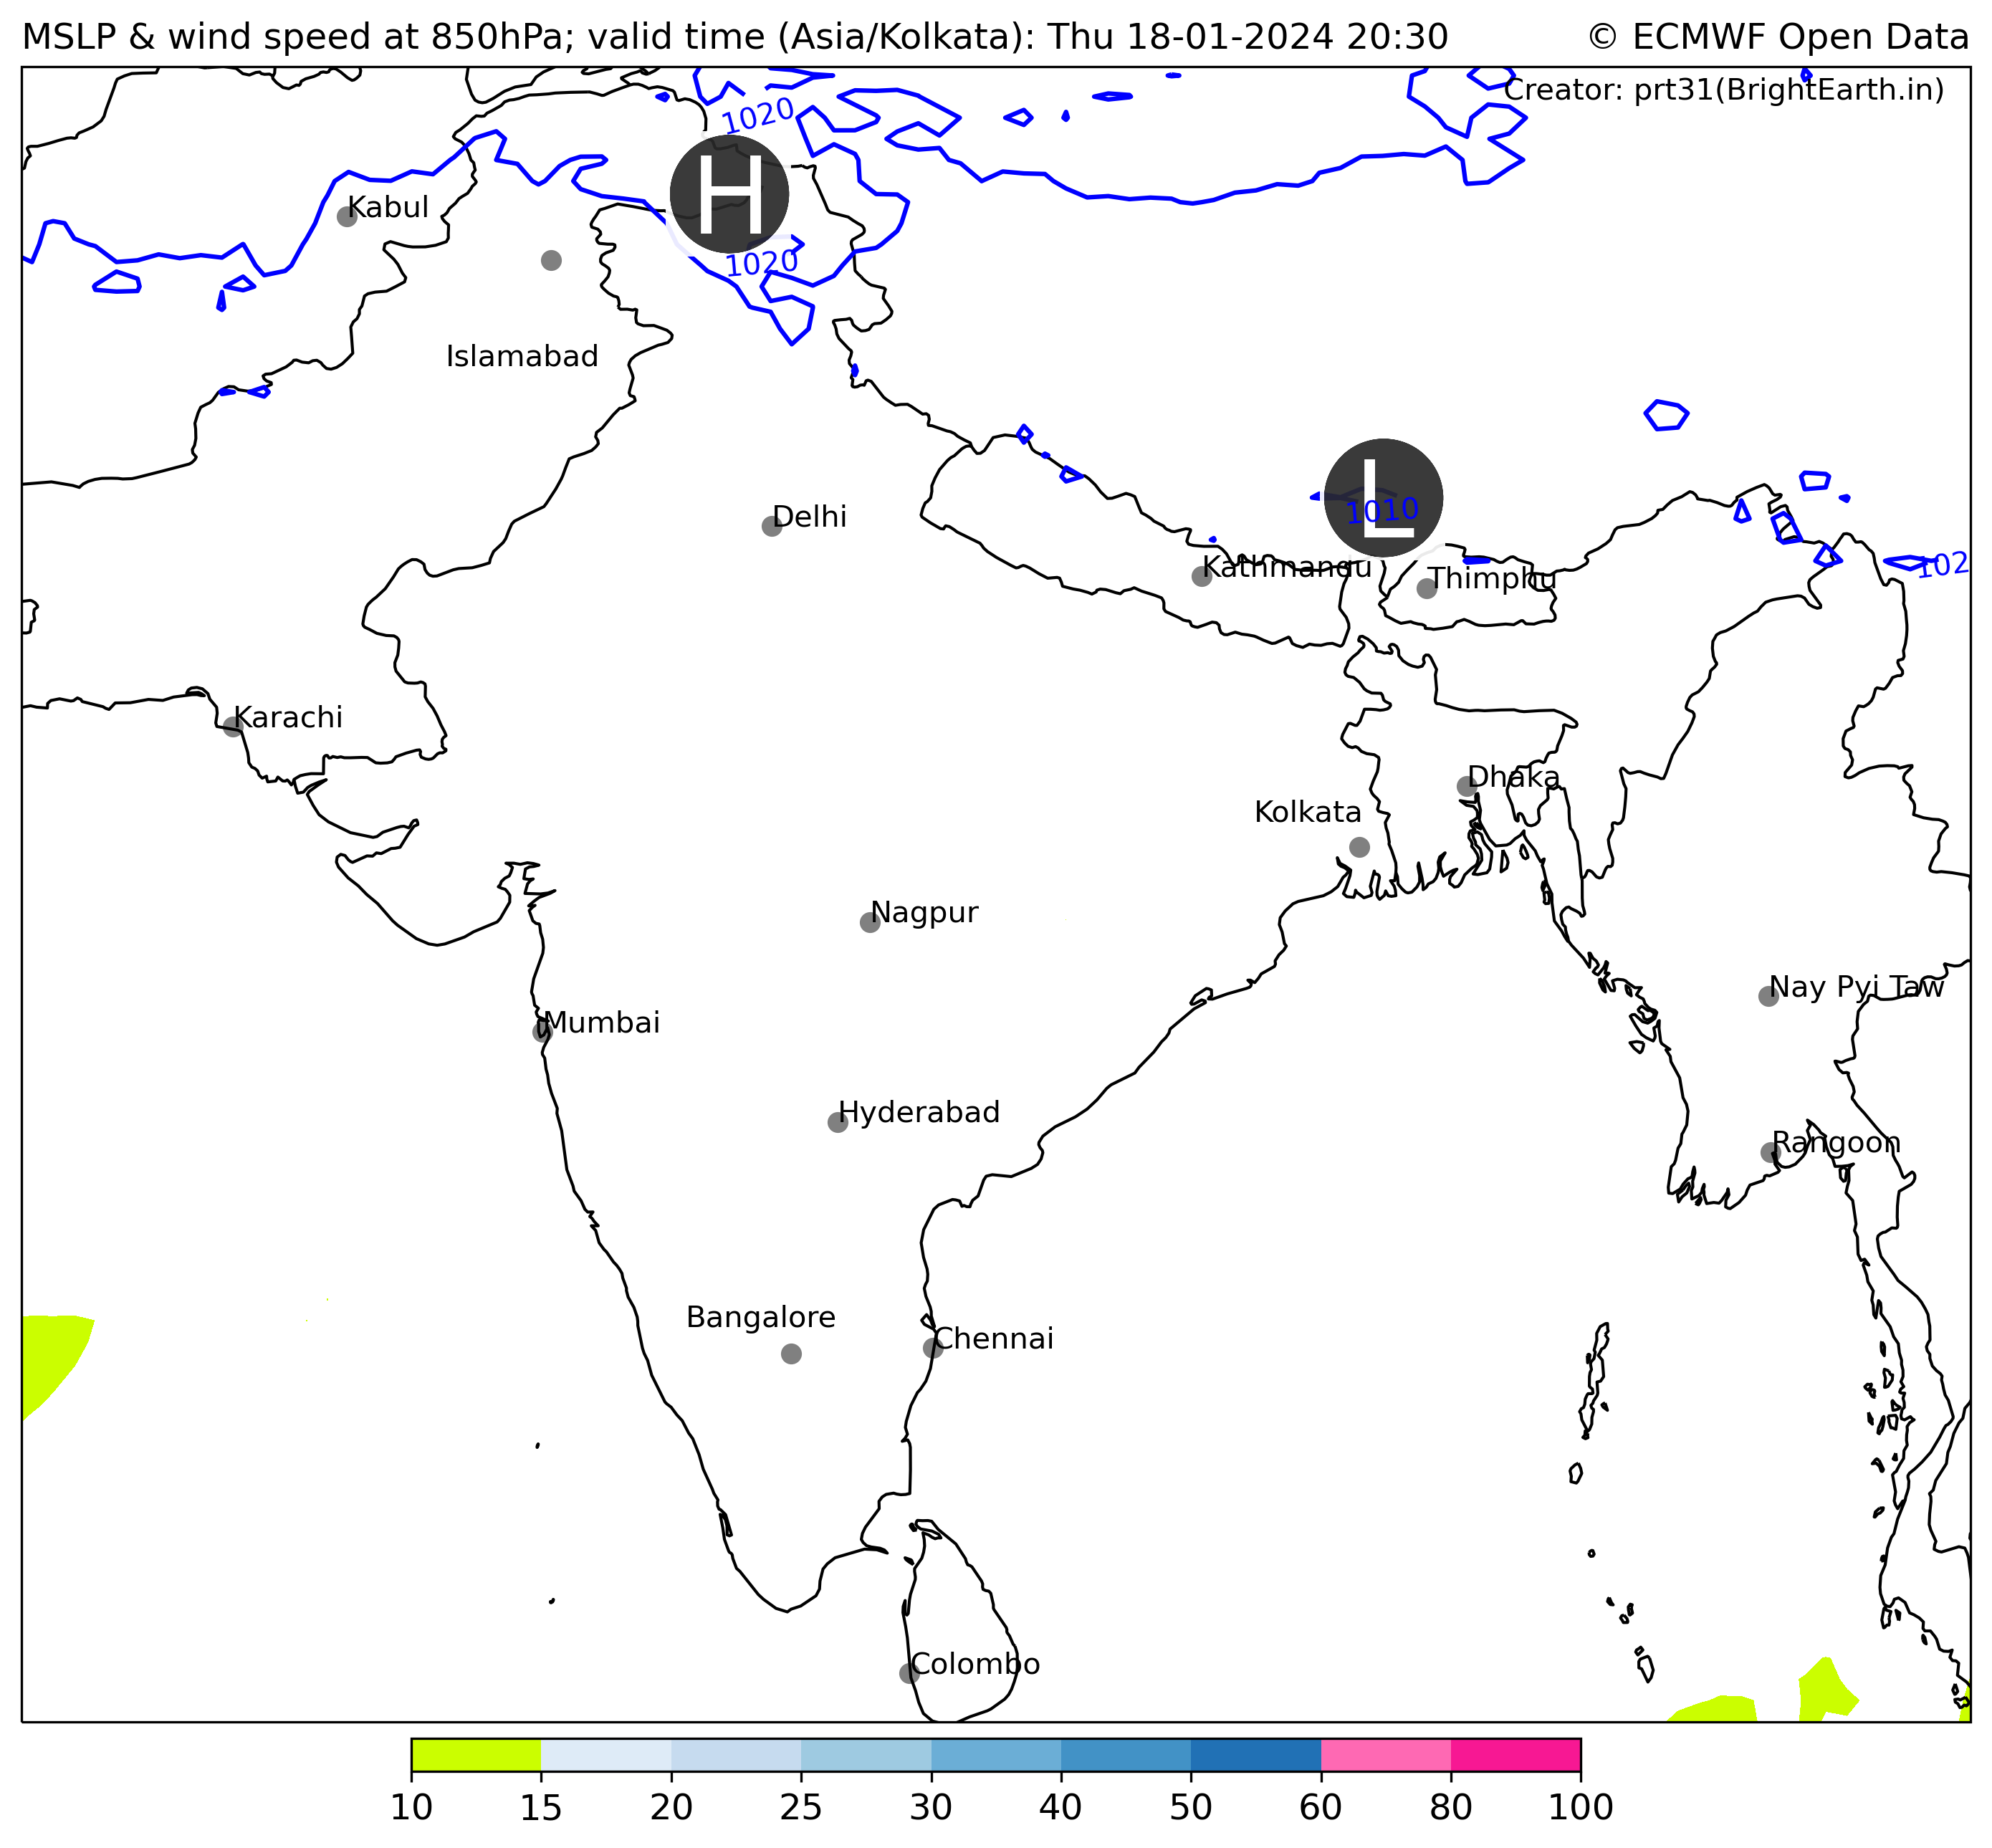 MSLP & wind speed at 850hPa; valid time (Asia/Kolkata): Thu 18-01-2024 20:30
© ECMWF Open Data
Creator: prt31(BrightEarth.in)
1020
H
Kabul
1020
Islamabad
L
1010
Delhi
Kathmandu
Thimphu
102
Karachi
Dhaka
Kolkata
Nagpur
Nay Pyi Taw
Mumbai
Hyderabad
Rangoon
Bangalore
Chennai
Colombo
10 15 20 25 30 40 50 60 80 100